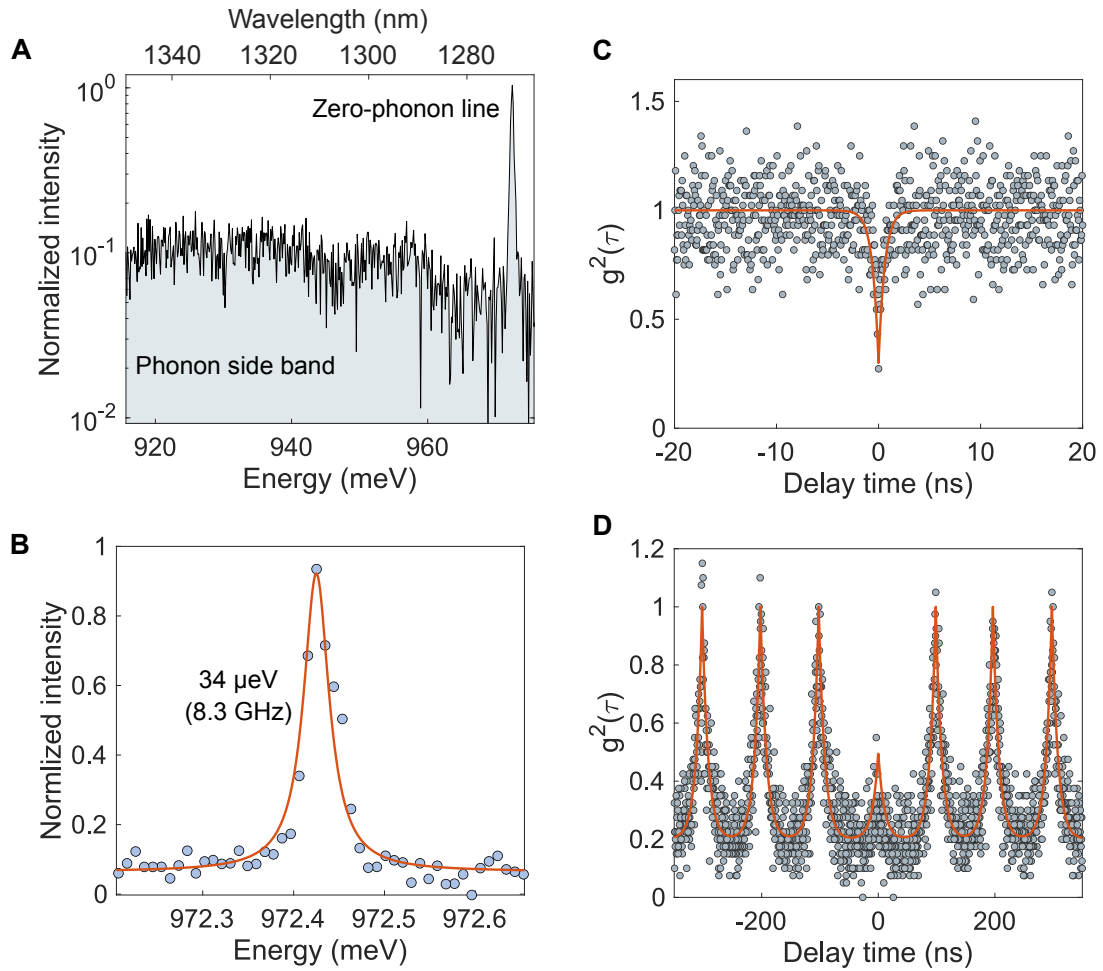 A
Wavelength (nm)
1340 1320 1300 1280
10^0
10^-1
10^-2
Normalized intensity
Zero-phonon line
Phonon side band
920 940 960
Energy (meV)
B
1
0.8
0.6
0.4
0.2
0
Normlized intensity
34 µeV
(8.3 GHz)
972.3 972.4 972.5 972.6
Energy (meV)
C
1.5
1
0.5
0
g^2(τ)
-20 -10 0 10 20
Delay time (ns)
D
1.2
1
0.8
0.6
0.4
0.2
0
g^2(τ)
-200 0 200
Delay time (ns)